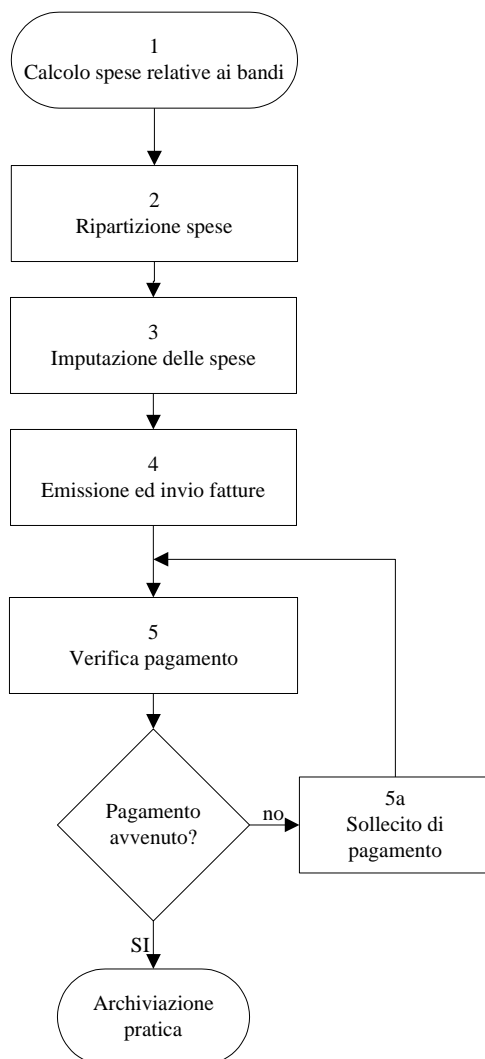 1
Calcolo spese relative ai bandi
2
Ripartizione spese
3
Imputazione delle spese
4
Emissione ed invio fatture
5
Verifica pagamento
Pagamento
avvenuto?
no
5a
Sollecito di
pagamento
SI
Archiviazione
pratica